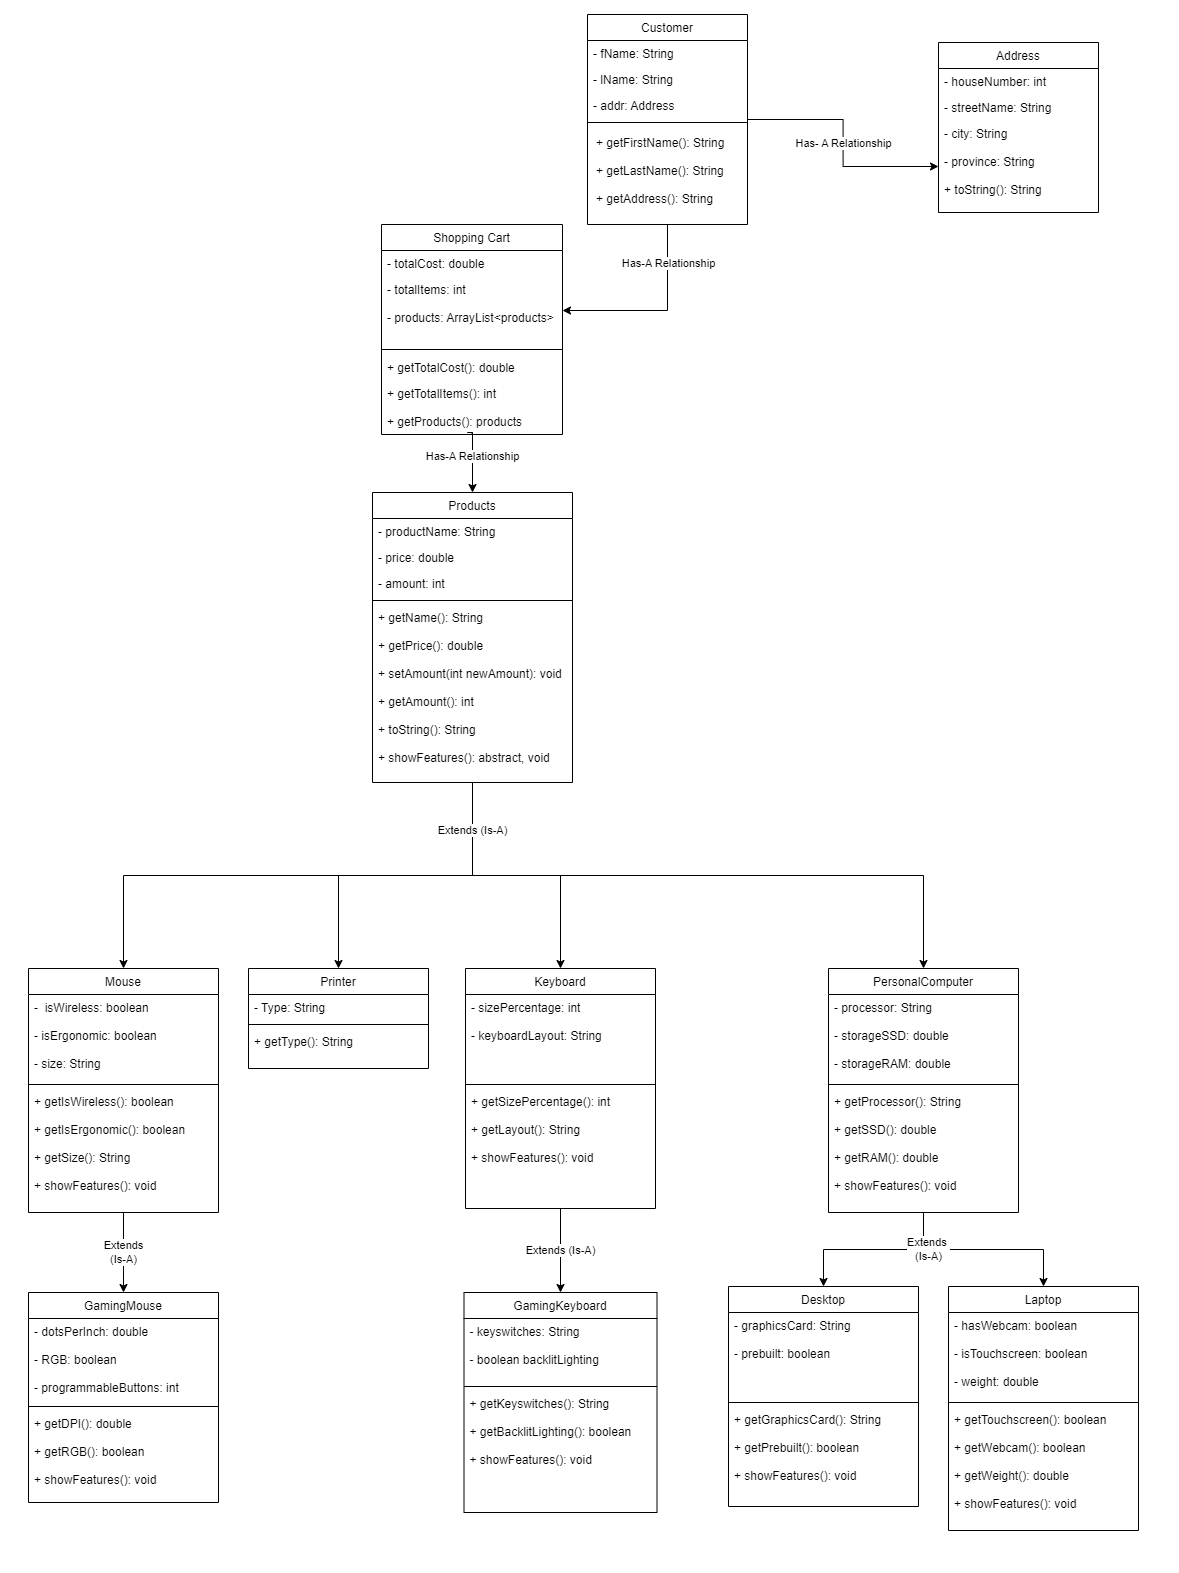 Customer
- fName: String
- lName: String
- addr: Address
+ getFirstName(): String
+ getLastName(): String
+ getAddress(): String
Address
- houseNumber: int
- streetName: String
- city: String
- province: String
+ toString(): String
Has- A Relationship
Has-A Relationship
Shopping Cart
- totalCost: double
- totalItems: int
- products: ArrayList<products>
+ getTotalCost(): double
+ getTotalItems(): int
+ getProducts(): products
Has-A Relationship
Products
- productName: String
- price: double
- amount: int
+ getName(): String
+ getPrice(): double
+ setAmount(int newAmount): void
+ getAmount(): int
+ toString(): String
+ showFeatures(): abstract, void
Extends (Is-A)
Mouse
- isWireless: boolean
- isErgonomic: boolean
- size: String
+ getIsWireless(): boolean
+ getIsErgonomic(): boolean
+ getSize(): String
+ showFeatures(): void
Printer
- Type: String
+ getType(): String
Keyboard
- sizePercentage: int
- keyboardLayout: String
+ getSizePercentage(): int
+ getLayout(): String
+ showFeatures(): void
PersonalComputer
- processor: String
- storageSSD: double
- storageRAM: double
+ getProcessor(): String
+ getSSD(): double
+ getRAM(): double
+ showFeatures(): void
Extends
(Is-A)
Extends (Is-A)
Extends
(Is-A)
GamingMouse
- dotsPerInch: double
- RGB: boolean
- programmableButtons: int
+ getDPI(): double
+ getRGB(): boolean
+ showFeatures(): void
GamingKeyboard
- keyswitches: String
- boolean backlitLighting
+ getKeyswitches(): String
+ getBacklitLighting(): boolean
+ showFeatures(): void
Desktop
- graphicsCard: String
- prebuilt: boolean
+ getGraphicsCard(): String
+ getPrebuilt(): boolean
+ showFeatures(): void
Laptop
- hasWebcam: boolean
- isTouchscreen: boolean
- weight: double
+ getTouchscreen(): boolean
+ getWebcam(): boolean
+ getWeight(): double
+ showFeatures(): void